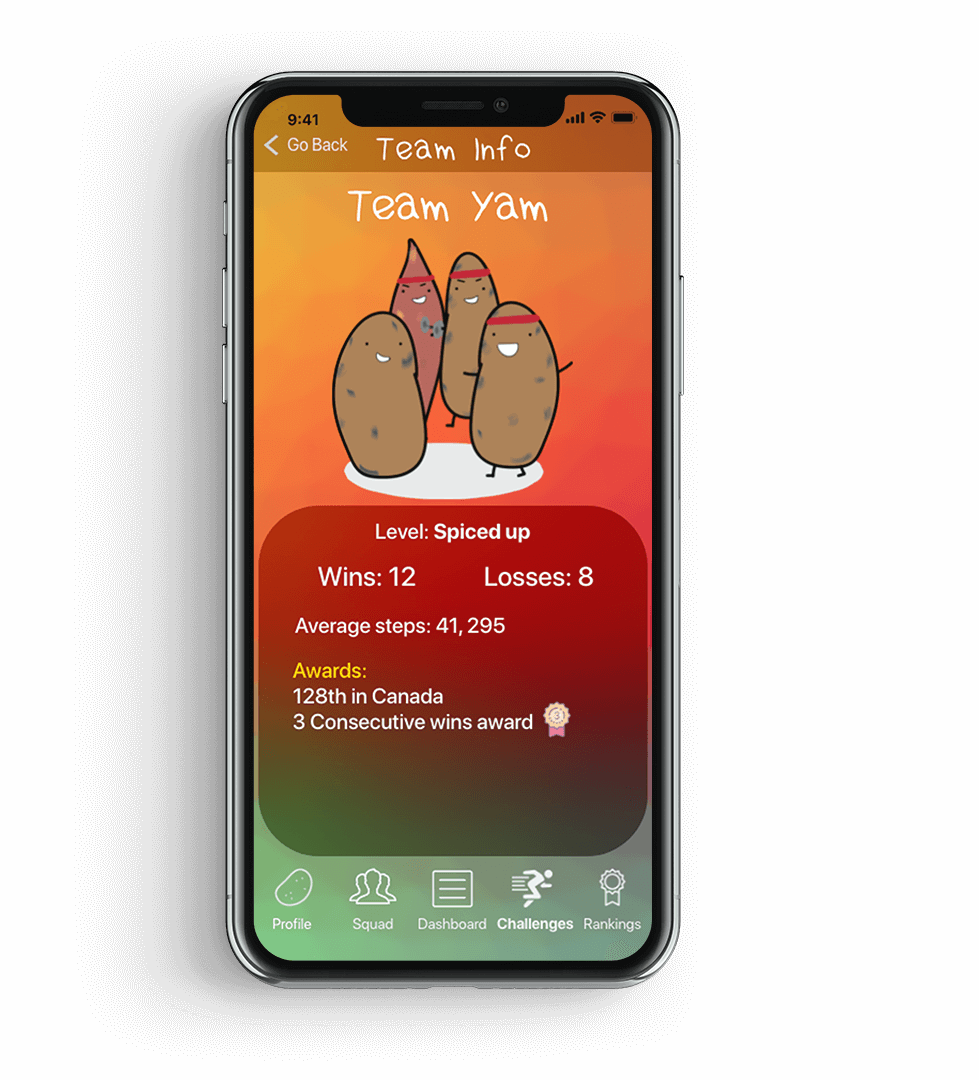 9:41
Go Back
Team Info
Team Yam
Level: Spiced up
Wins: 12 Losses: 8
Average steps: 41, 295
Awards:
128th in Canada
3 Consecutive wins award 3
Profile Squad Dashboard Challenges Rankings